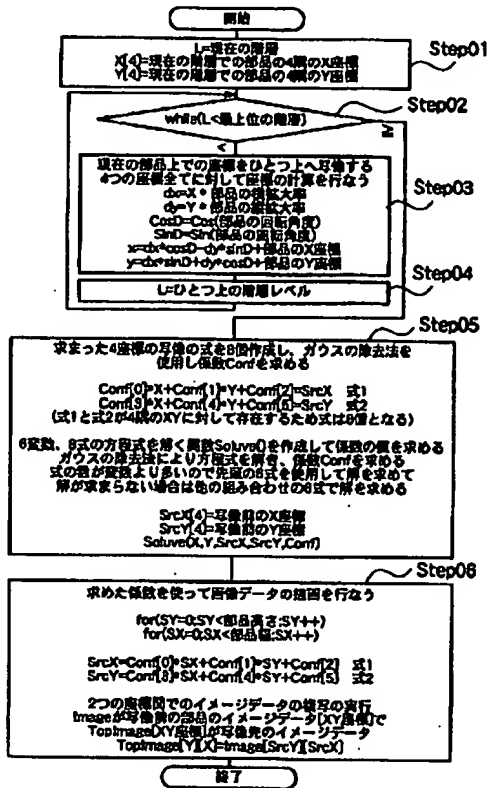 開始
Step01
L=現在の階層
X[4]=現在の階層での部品の4隅のX座標
Y[4]=現在の階層での部品の4隅のY座標
Step02
while(L<最上位の階層)
Step03
現在の部品上での座標をひとつ上へ写像する
4つの座標全てに対して座標の計算を行なう
dx=X * 部品の横拡大率
dy=Y * 部品の縦拡大率
CosD=Cos(部品の回転角度)
SinD=Sin(部品の回転角度)
x=dx*cosD-dy*sinD+部品のX座標
y=dx*sinD+dy*cosD+部品のY座標
Step04
L=ひとつ上の階層レベル
Step05
求まった4座標の写像の式を8個作成し、ガウスの除去法を
使用し係数Confを求める
Conf[0]*X+Conf[1]*Y+Conf[2]=SrcX 式1
Conf[3]*X+Conf[4]*Y+Conf[5]=SrcY 式2
(式1と式2が4隅のXYに対して存在するため式は8個となる)
6変数、8式の方程式を解く関数Soluve()を作成して係数の値を求める
ガウスの除去法により方程式を解き、係数Confを求める
式の数が変数より多いので先頭の6式を使用して解を求めて
解が求まらない場合は他の組み合わせの6式で解を求める
SrcX[4]=写像前のX座標
SrcY[4]=写像前のY座標
Soluve(X,Y,SrcX,SrcY,Conf)
Step06
求めた係数を使って画像データの描画を行なう
for(SY=0;SY<部品高さ;SY++)
for(SX=0;SX<部品幅;SX++)
SrcX=Conf[0]*SX+Conf[1]*SY+Conf[2] 式1
SrcY=Conf[3]*SX+Conf[4]*SY+Conf[5] 式2
2つの座標間でのイメージデータの複写の実行
Imageが写像前の部品のイメージデータ[XY座標]で
TopImage[XY座標]が写像先のイメージデータ
TopImage[Y][X]=Image[SrcY][SrcX]
終了